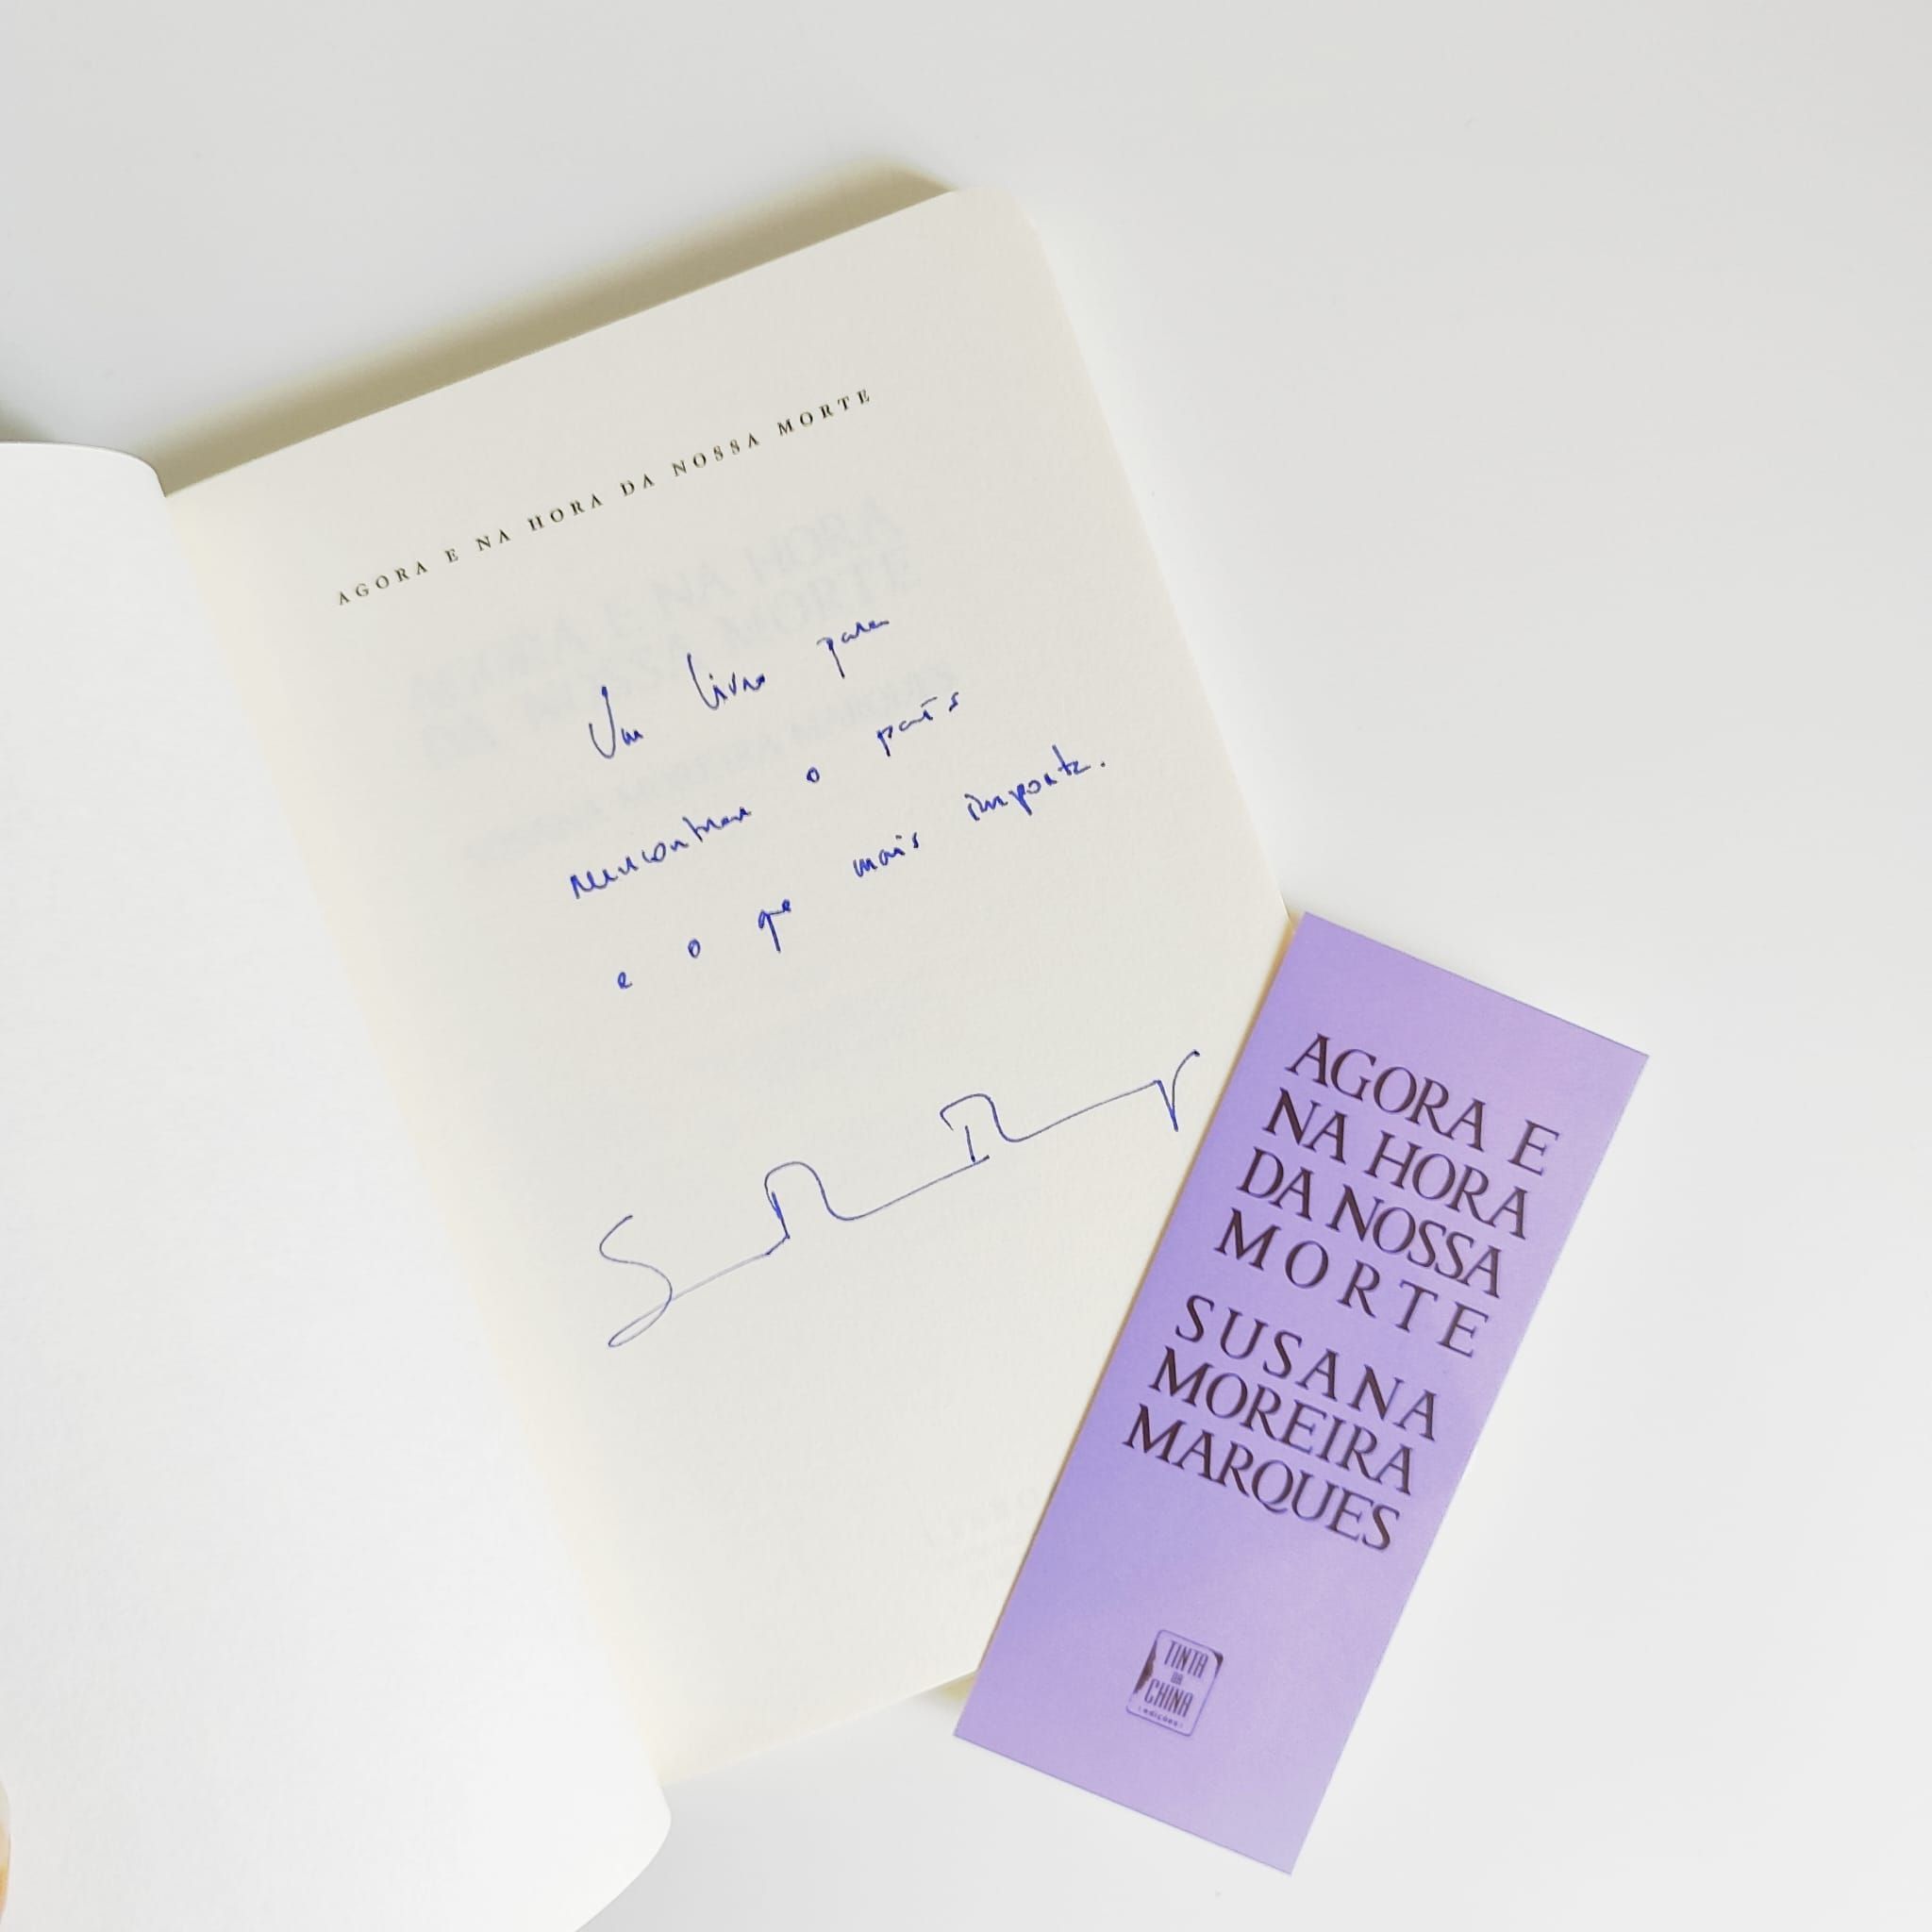 AGORA E NA HORA DA NOSSA MORTE
Um livro para
reencontrar o país
e o que mais importa.
AGORA E
NA HORA
DA NOSSA
MORTE
SUSANA
MOREIRA
MARQUES
TINTA
DA
CHINA
(edições)